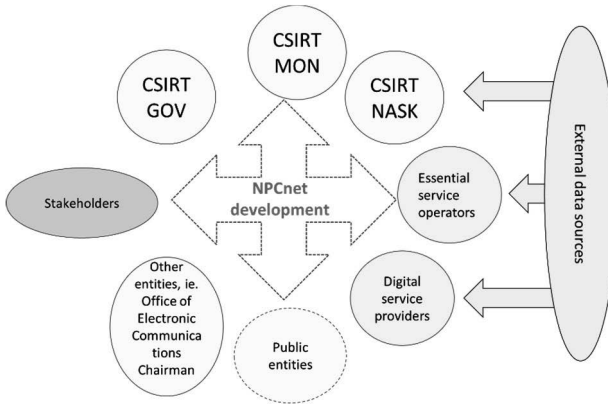 CSIRT
MON
CSIRT
GOV
CSIRT
NASK
External data sources
NPCnet
development
Stakeholders
Essential
service
operators
Other
entities, ie.
Office of
Electronic
Communica
tions
Chairman
Public
entities
Digital
service
providers